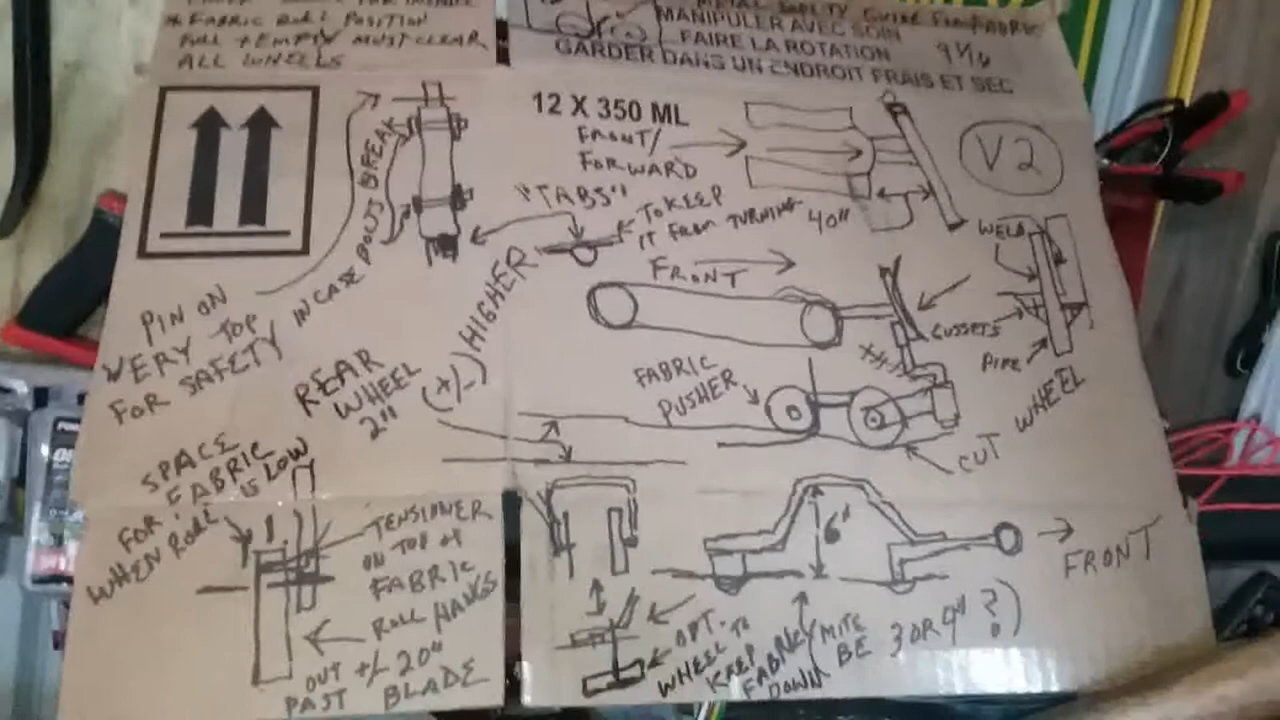 & FABRIC ROLL POSITION
FULL & EMPTY MUST CLEAR
ALL WHEELS
MANIPULER AVEC SOIN
FAIRE LA ROTATION
GARDER DANS UN ENDROIT FRAIS ET SEC
12 X 350 ML
FRONT/
FORWARD
V2
"TABS"
TO KEEP
IT FROM TURNING
40"
WELD
FRONT
GUSSETS
PIPE
PIN ON
VERY TOP
FOR SAFETY
IN CASE BOLTS BREAK
REAR
WHEEL
2"
(+/-) HIGHER
FABRIC
PUSHER
CUT WHEEL
SPACE
FOR FABRIC
WHEN ROLL IS LOW
TENSIONER
ON TOP OF
FABRIC
ROLL HANGS
OUT +/- 20"
PAST BLADE
6"
FRONT
OPT.
WHEEL TO
KEEP
FABRIC
DOWN
MITE
BE 3 OR 4" ?)